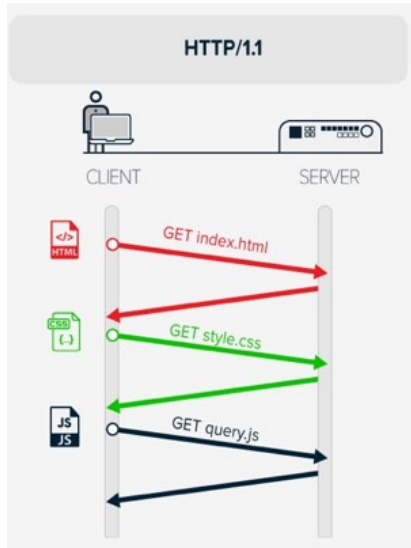 HTTP/1.1
CLIENT
SERVER
</>
HTML
GET index.html
CSS
{..}
GET style.css
JS
JS
GET query.js